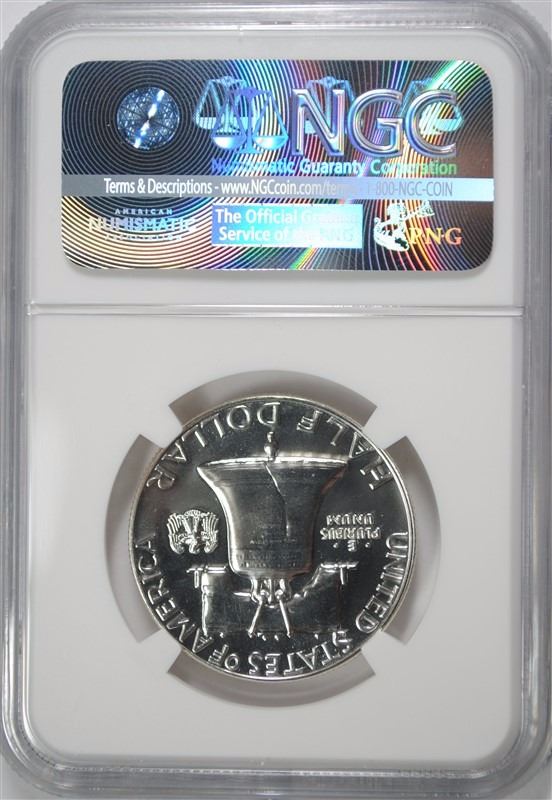 NGC
Numismatic Guaranty Corporation
Terms & Descriptions - www.NGCcoin.com/terms 1-800-NGC-COIN
AMERICAN
NUMISMATIC
The Official Grading
Service of the
PNG
HALF DOLLAR
E
PLURIBUS
UNUM
UNITED STATES OF AMERICA